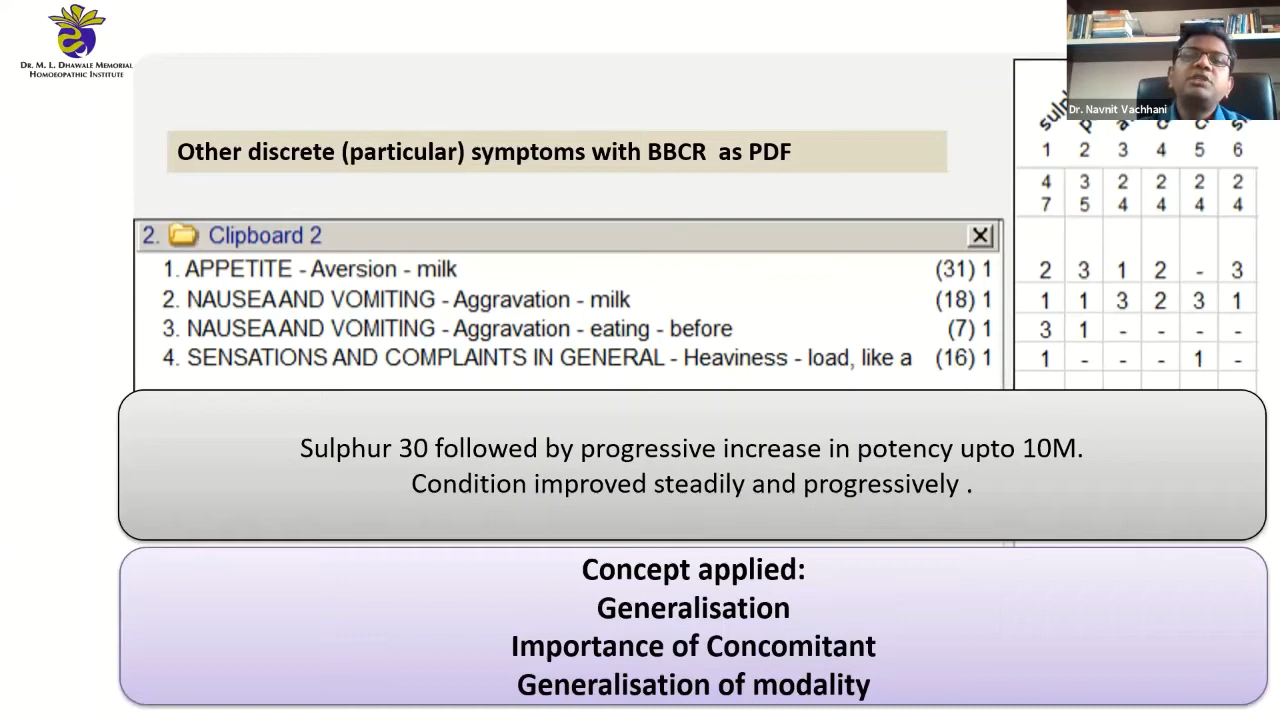 DR. M. L. DHAWALE MEMORIAL
HOMOEOPATHIC INSTITUTE
Dr. Navnit Vachhani
Other discrete (particular) symptoms with BBCR as PDF
1 2 3 4 5 6
4 3 2 2 2 2
7 5 4 4 4 4
2. Clipboard 2
1. APPETITE - Aversion - milk (31) 1 2 3 1 2 - 3
2. NAUSEA AND VOMITING - Aggravation - milk (18) 1 1 1 3 2 3 1
3. NAUSEA AND VOMITING - Aggravation - eating - before (7) 1 3 1 - - - -
4. SENSATIONS AND COMPLAINTS IN GENERAL - Heaviness - load, like a (16) 1 1 - - - 1 -
Sulphur 30 followed by progressive increase in potency upto 10M.
Condition improved steadily and progressively .
Concept applied:
Generalisation
Importance of Concomitant
Generalisation of modality